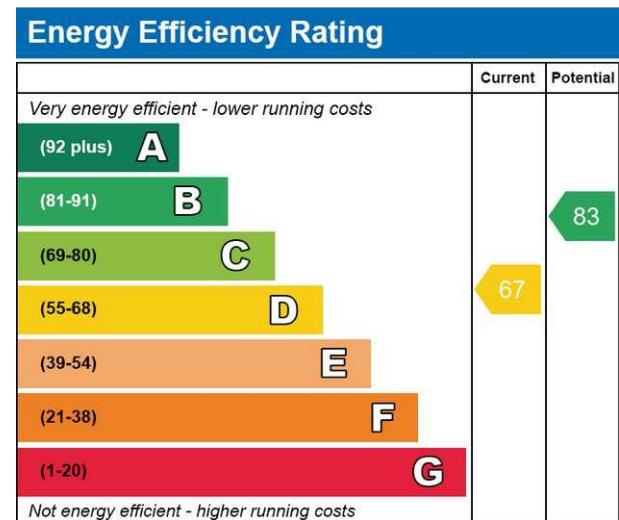 Energy Efficiency Rating
Current Potential
Very energy efficient - lower running costs
(92 plus) A
(81-91) B
83
(69-80) C
(55-68) D
67
(39-54) E
(21-38) F
(1-20) G
Not energy efficient - higher running costs